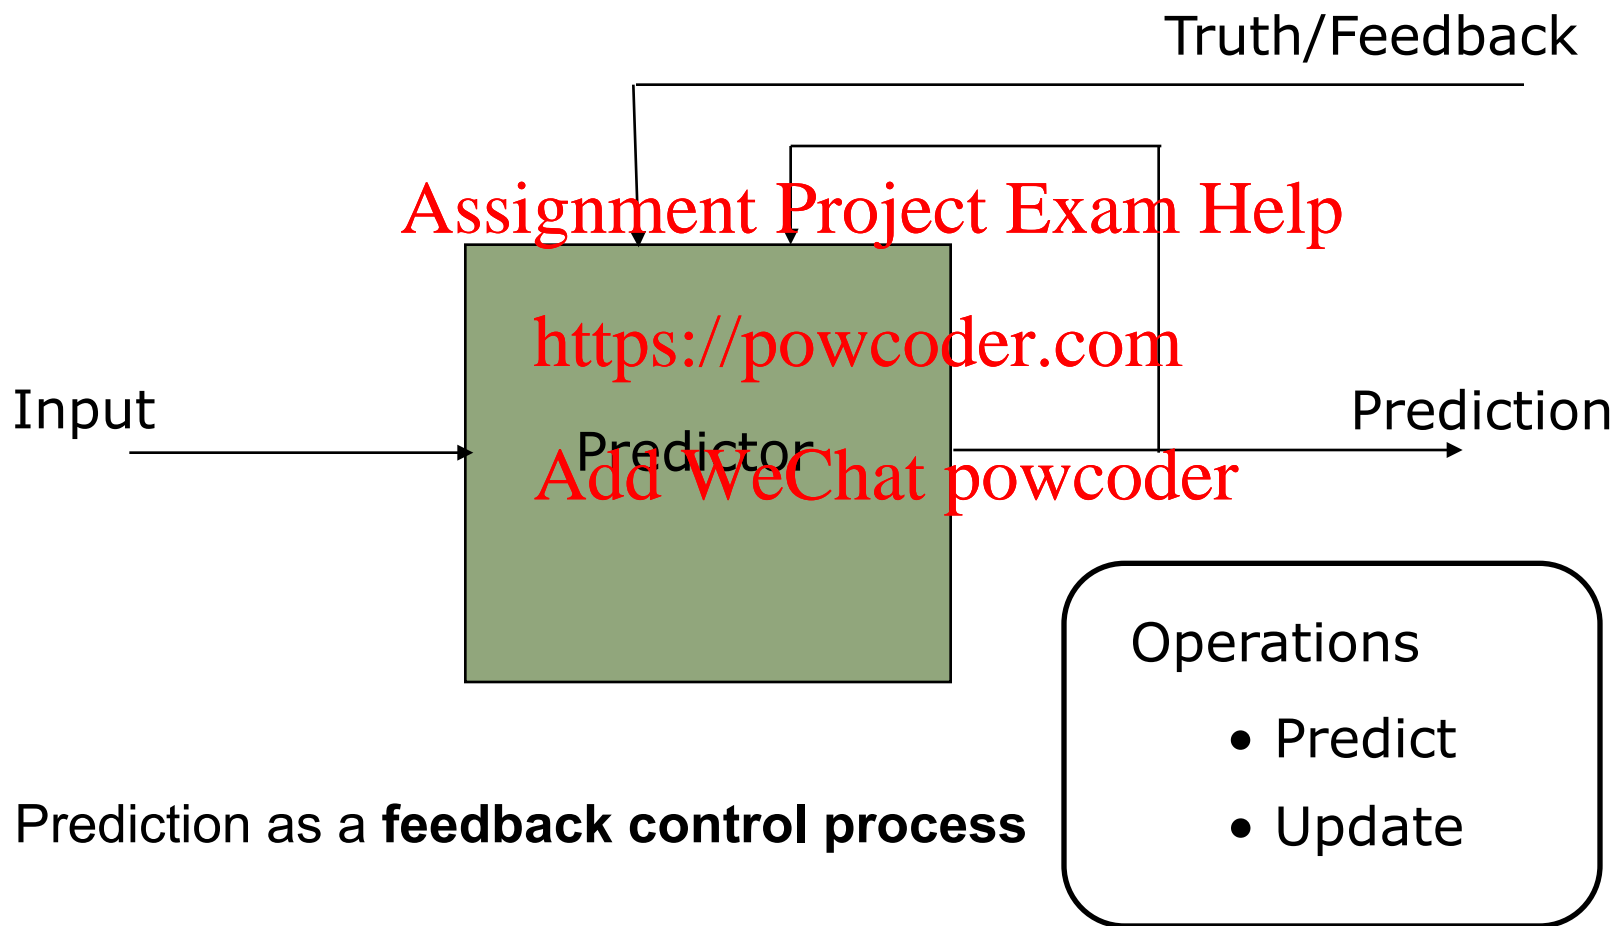 Truth/Feedback
Assignment Project Exam Help
https://powcoder.com
Input
Prediction
Predictor
Add WeChat powcoder
Operations
• Predict
• Update
Prediction as a feedback control process